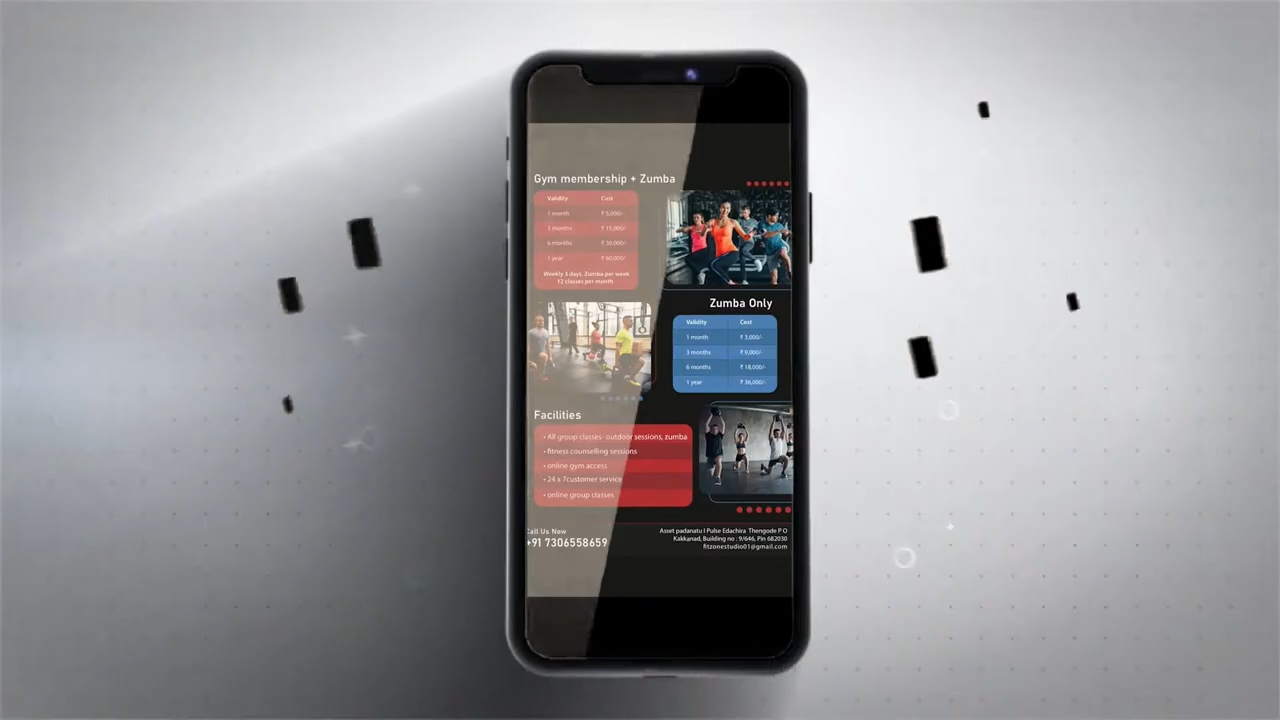 Gym membership + Zumba
Validity Cost
1 month ₹ 5,000/-
3 months ₹ 15,000/-
6 months ₹ 30,000/-
1 year ₹ 60,000/-
Weekly 3 days. Zumba per week
12 classes per month
Zumba Only
Validity Cost
1 month ₹ 3,000/-
3 months ₹ 9,000/-
6 months ₹ 18,000/-
1 year ₹ 36,000/-
Facilities
• All group classes- outdoor sessions, zumba
• fitness counselling sessions
• online gym access
• 24 x 7customer service
• online group classes
Call Us Now
+91 7306558659
Asset padanatu I Pulse Edachira Thengode P O
Kakkanad, Building no : 9/646, Pin 682030
fitzonestudio01@gmail.com